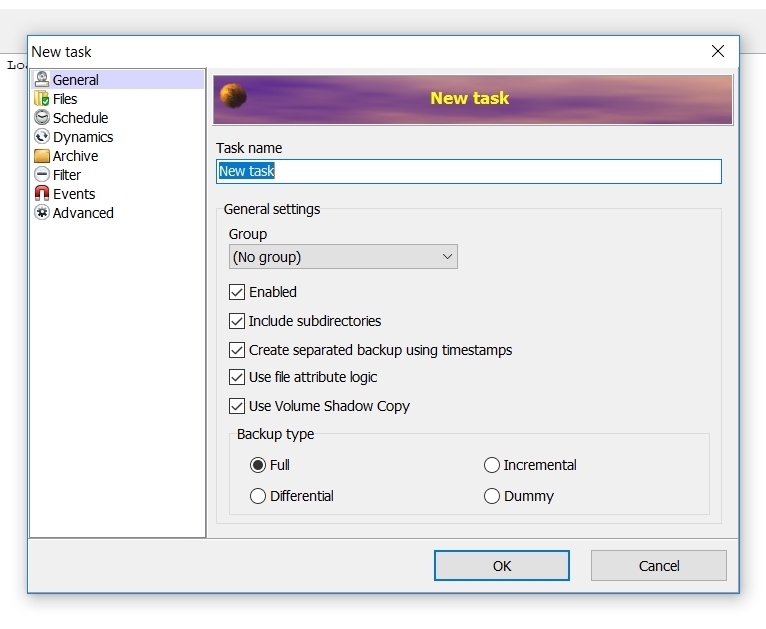 New task
Lo
General
Files
Schedule
Dynamics
Archive
Filter
Events
Advanced
New task
Task name
New task
General settings
Group
(No group)
Enabled
Include subdirectories
Create separated backup using timestamps
Use file attribute logic
Use Volume Shadow Copy
Backup type
Full
Incremental
Differential
Dummy
OK
Cancel